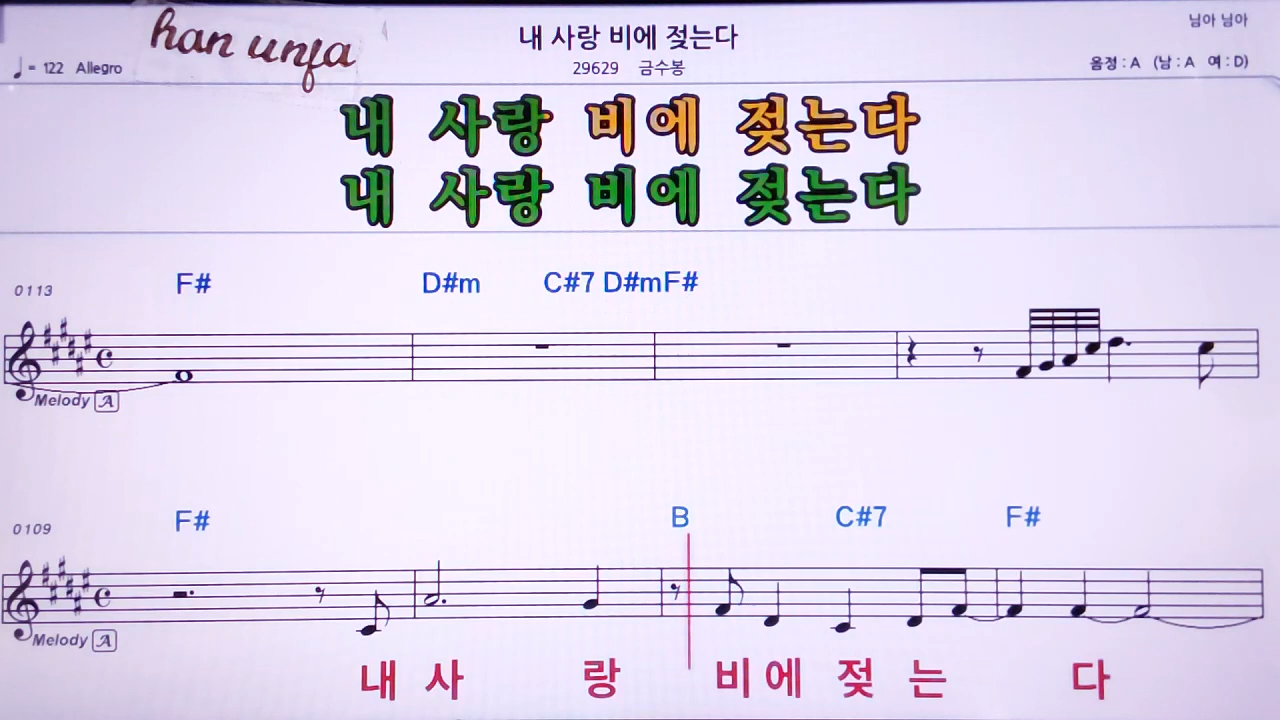 han unja
내 사랑 비에 젖는다
님아 님아
♩= 122 Allegro
29629 금수봉
음정 : A (남 : A 여 : D)
내 사랑 비에 젖는다
내 사랑 비에 젖는다
0113 F# D#m C#7 D#mF#
Melody A
0109 F# B C#7 F#
Melody A
내 사 랑 비 에 젖 는 다